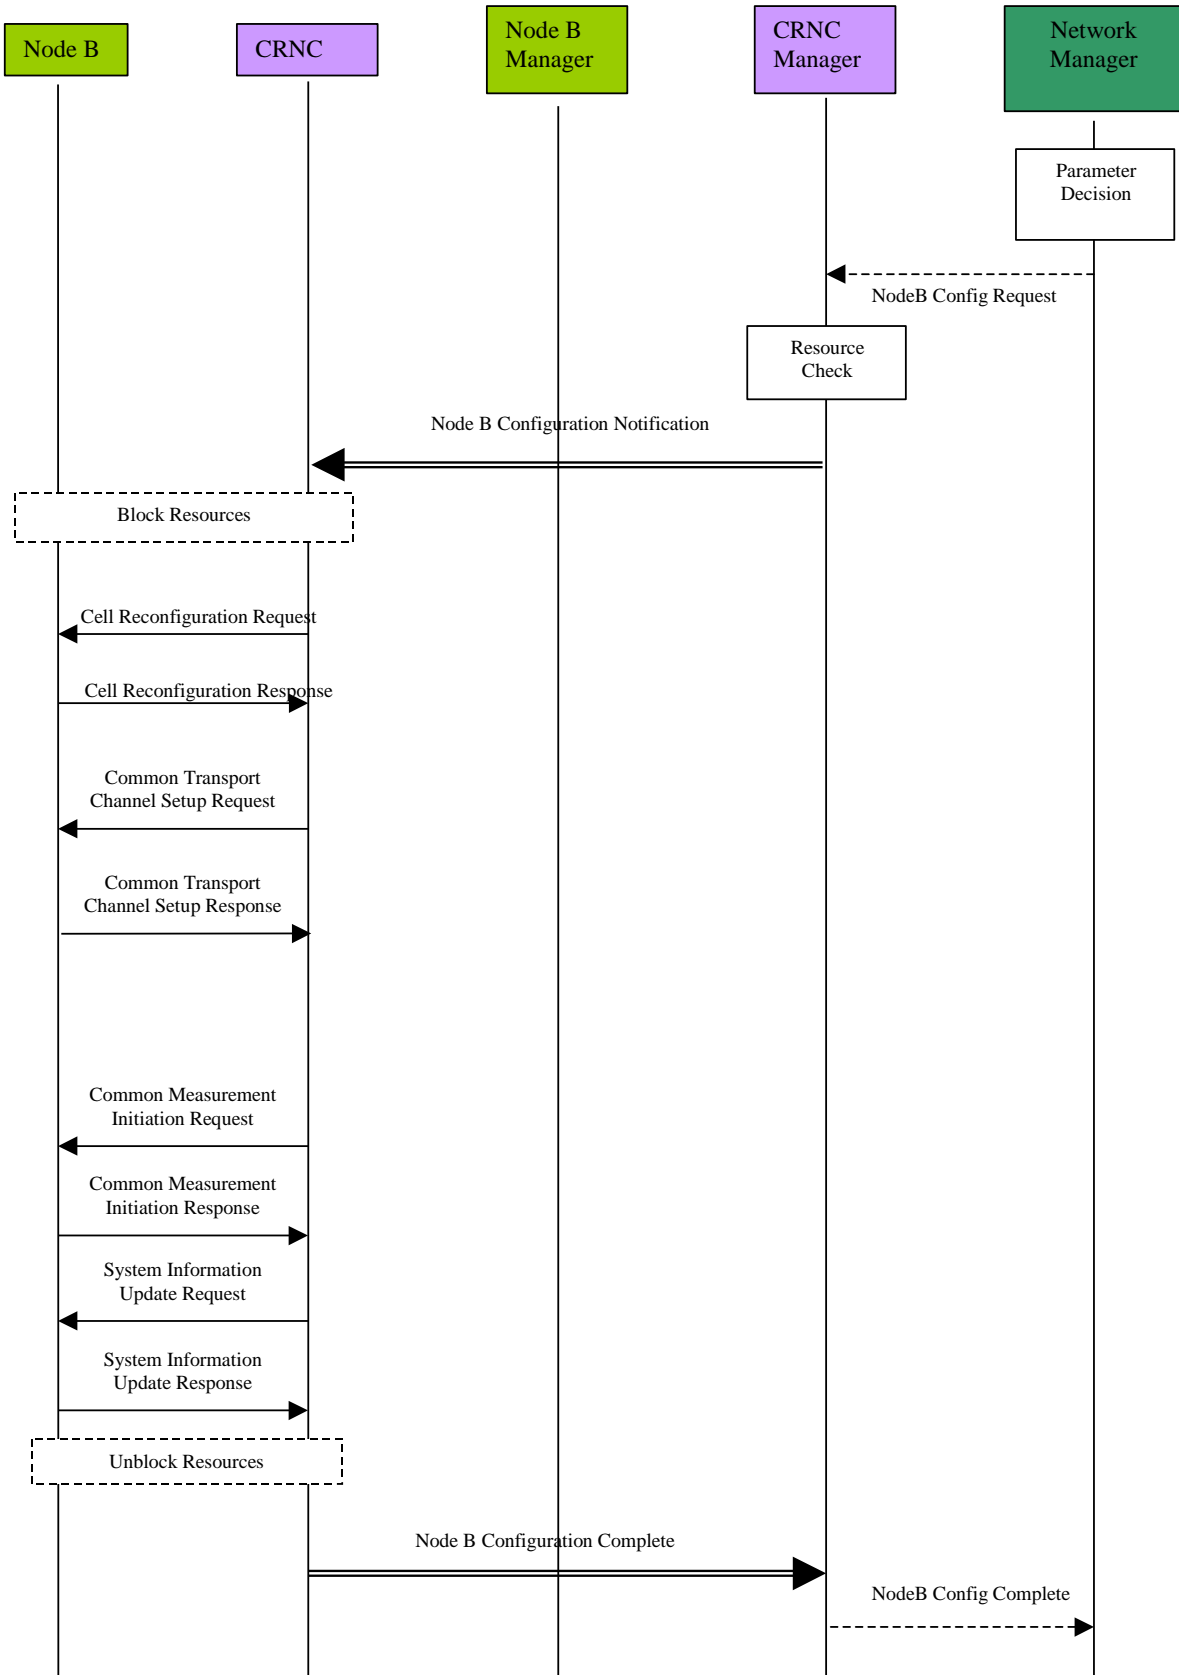 Node B
CRNC
Node B
Manager
CRNC
Manager
Network
Manager
Parameter
Decision
NodeB Config Request
Resource
Check
Node B Configuration Notification
Block Resources
Cell Reconfiguration Request
Cell Reconfiguration Response
Common Transport
Channel Setup Request
Common Transport
Channel Setup Response
Common Measurement
Initiation Request
Common Measurement
Initiation Response
System Information
Update Request
System Information
Update Response
Unblock Resources
Node B Configuration Complete
NodeB Config Complete